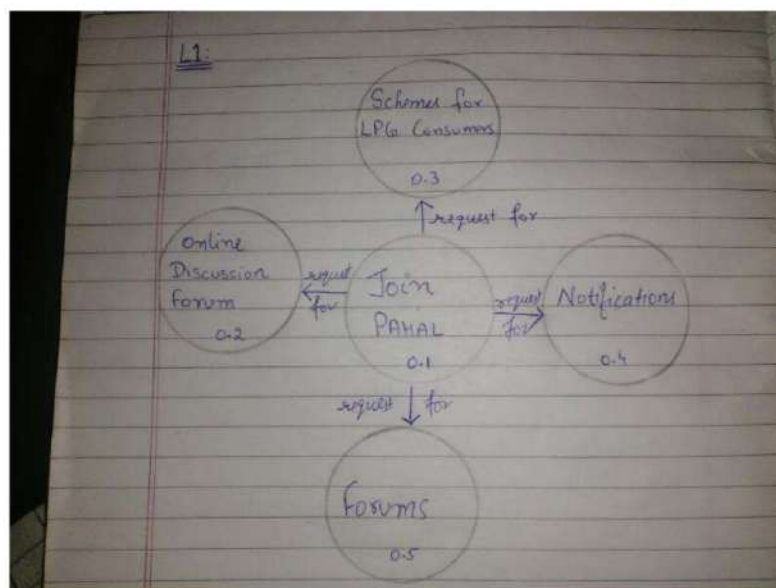 L1:
Schemes for
LPG Consumers
0.3
request for
Online
Discussion
Forum
0.2
request
for
Join
PAHAL
0.1
request
for
Notifications
0.4
request for
Forums
0.5